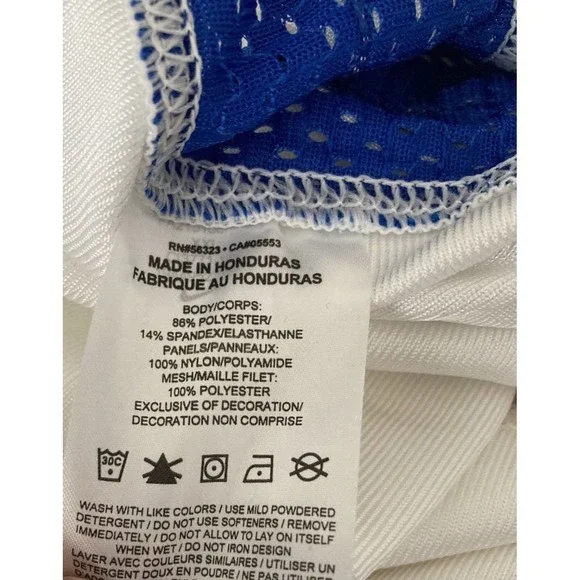 RN#56323 • CA#05553
MADE IN HONDURAS
FABRIQUE AU HONDURAS
BODY/CORPS:
86% POLYESTER/
14% SPANDEX/ELASTHANNE
PANELS/PANNEAUX:
100% NYLON/POLYAMIDE
MESH/MAILLE FILET:
100% POLYESTER
EXCLUSIVE OF DECORATION/
DECORATION NON COMPRISE
30C
WASH WITH LIKE COLORS / USE MILD POWDERED
DETERGENT / DO NOT USE SOFTENERS / REMOVE
IMMEDIATELY / DO NOT ALLOW TO LAY ON ITSELF
WHEN WET / DO NOT IRON DESIGN
LAVER AVEC COULEURS SIMILAIRES / UTILISER UN
DETERGENT DOUX EN POUDRE / NE PAS